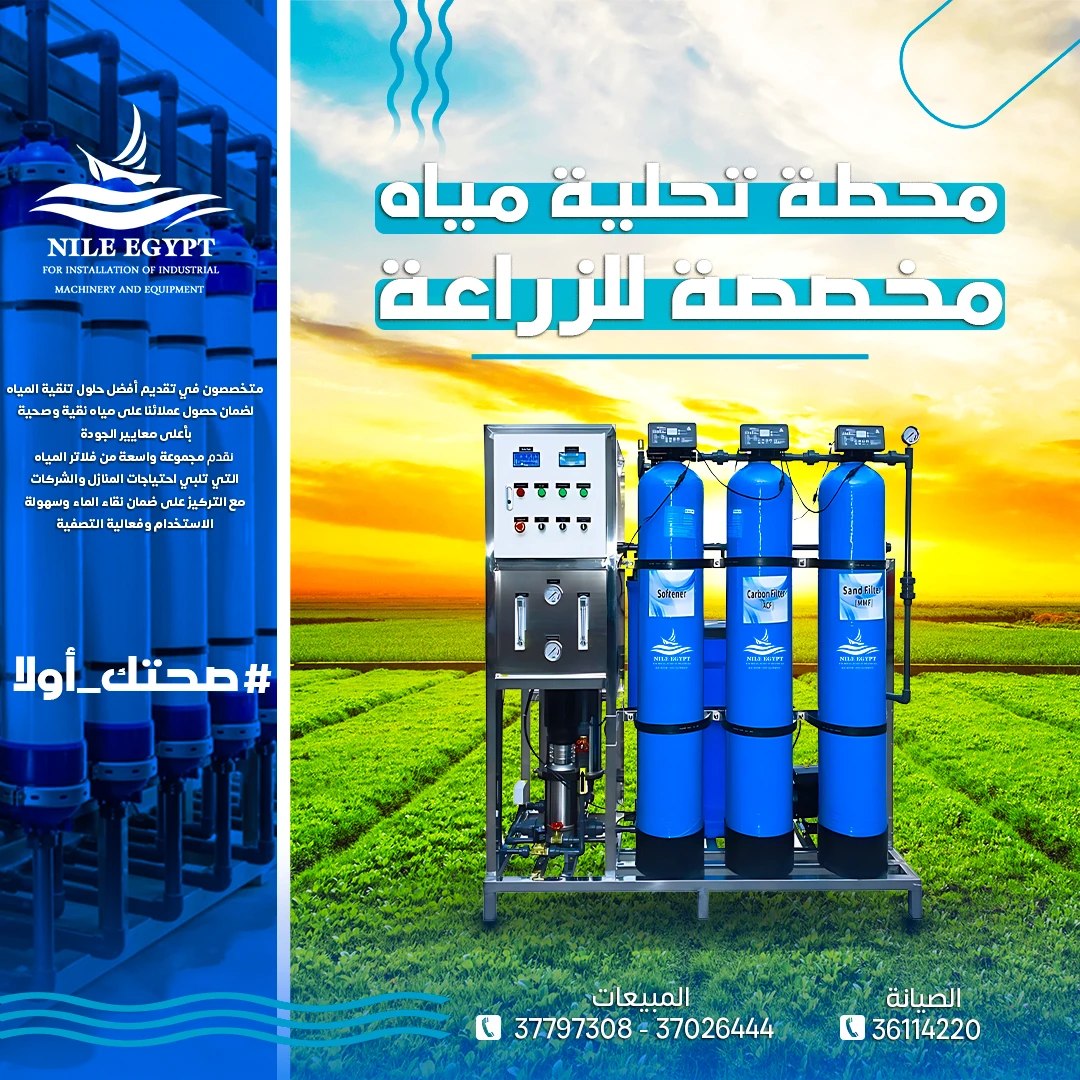 NILE EGYPT
FOR INSTALLATION OF INDUSTRIAL
MACHINERY AND EQUIPMENT
محطة تحلية مياه
مخصصة للزراعة
متخصصون في تقديم أفضل حلول تنقية المياه
لضمان حصول عملائنا على مياه نقية وصحية
بأعلى معايير الجودة
نقدم مجموعة واسعة من فلاتر المياه
التي تلبي احتياجات المنازل والشركات
مع التركيز على ضمان نقاء الماء وسهولة
الاستخدام وفعالية التصفية
#صحتك_أولا
Softener
Carbon Filter
(ACF)
Sand Filter
(MMF)
NILE EGYPT
NILE EGYPT
NILE EGYPT
الصيانة
36114220
المبيعات
37797308 - 37026444